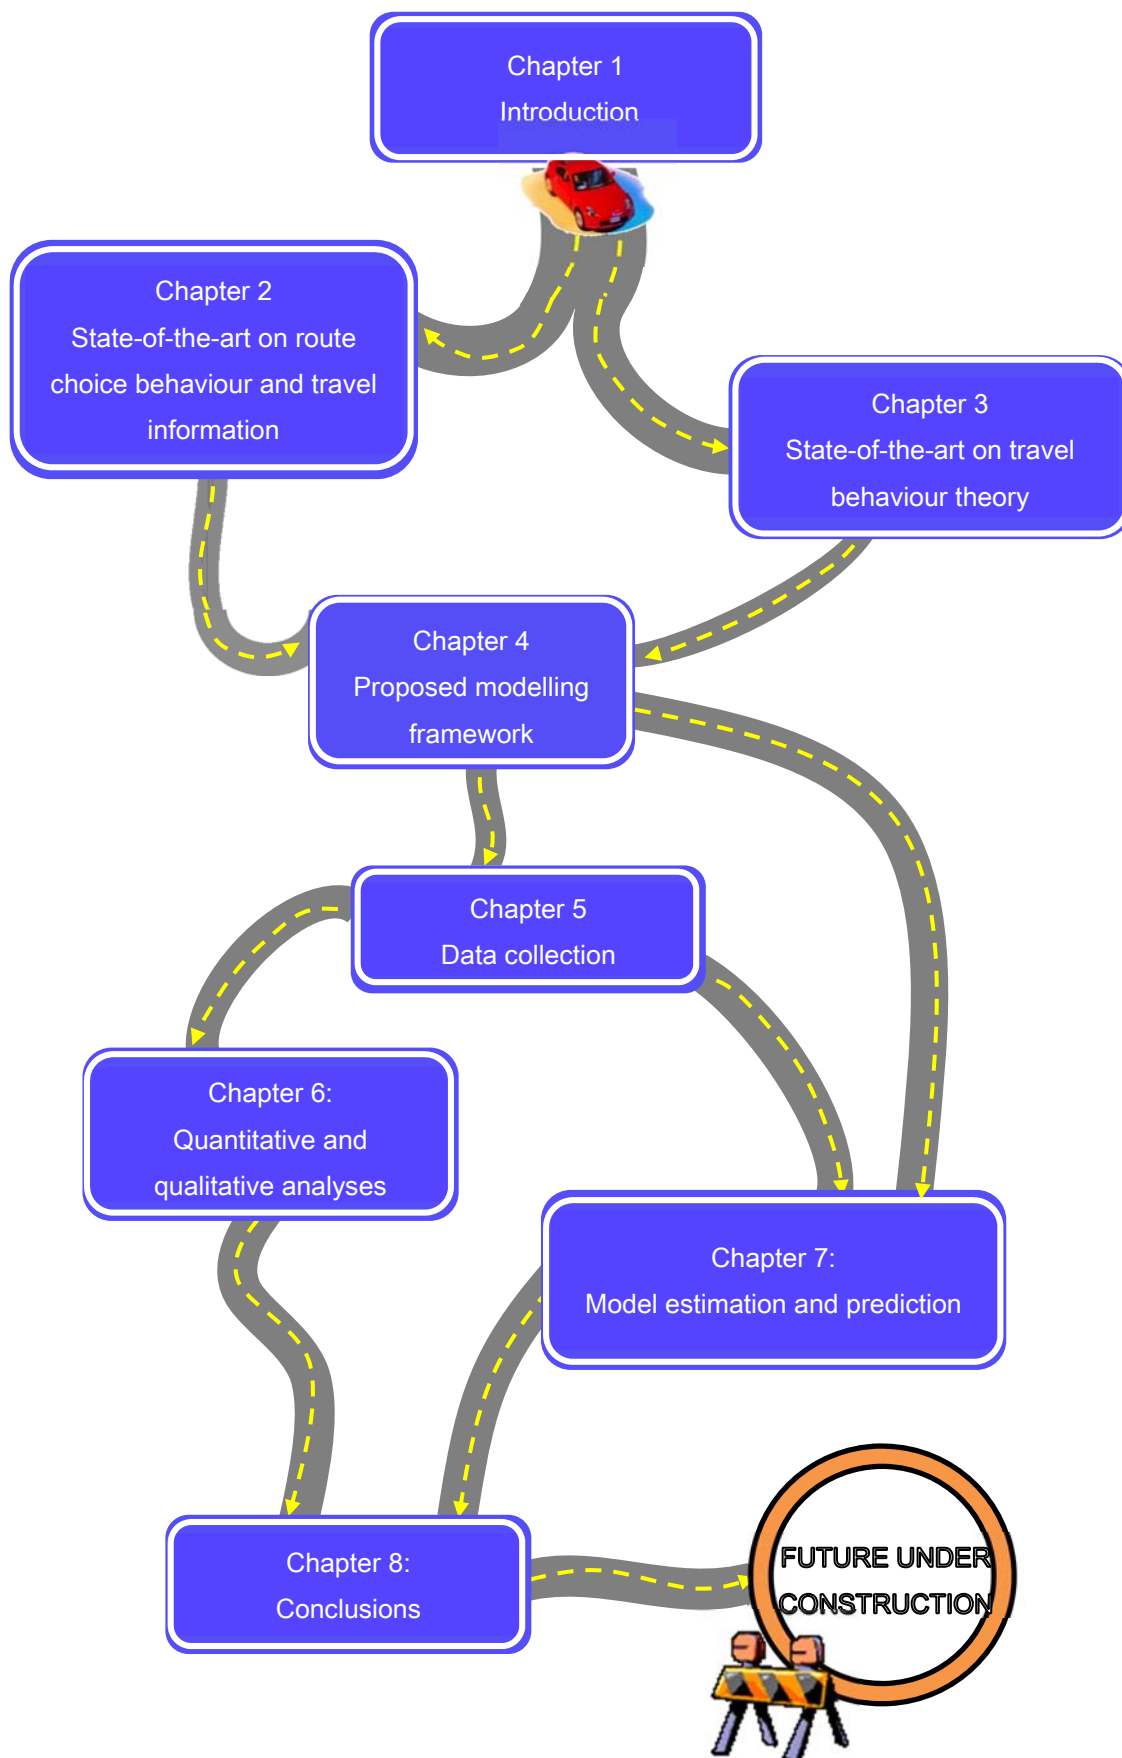 Chapter 1
Introduction
Chapter 2
State-of-the-art on route
choice behaviour and travel
information
Chapter 3
State-of-the-art on travel
behaviour theory
Chapter 4
Proposed modelling
framework
Chapter 5
Data collection
Chapter 6:
Quantitative and
qualitative analyses
Chapter 7:
Model estimation and prediction
Chapter 8:
Conclusions
FUTURE UNDER
CONSTRUCTION